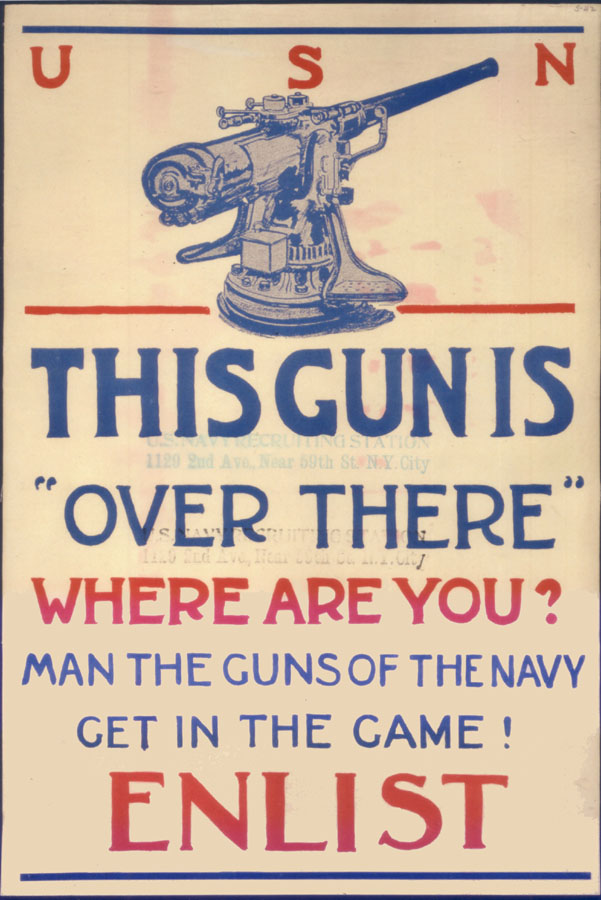 U S N
THIS GUN IS
U.S. NAVY RECRUITING STATION
1129 2nd Ave, Near 59th St. N.Y. City
"OVER THERE"
U.S. NAVY RECRUITING STATION
1129 2nd Ave, Near 59th St. N.Y. City
WHERE ARE YOU?
MAN THE GUNS OF THE NAVY
GET IN THE GAME!
ENLIST